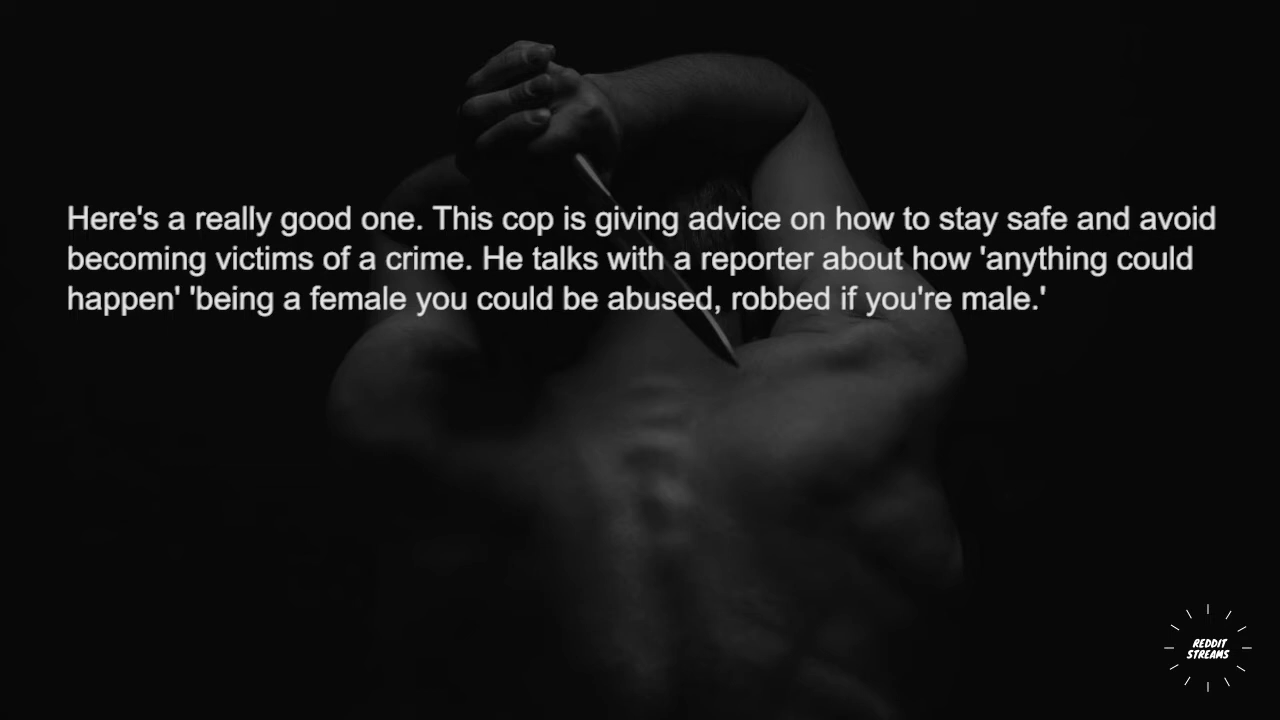 Here's a really good one. This cop is giving advice on how to stay safe and avoid
becoming victims of a crime. He talks with a reporter about how 'anything could
happen' 'being a female you could be abused, robbed if you're male.'
REDDIT
STREAMS